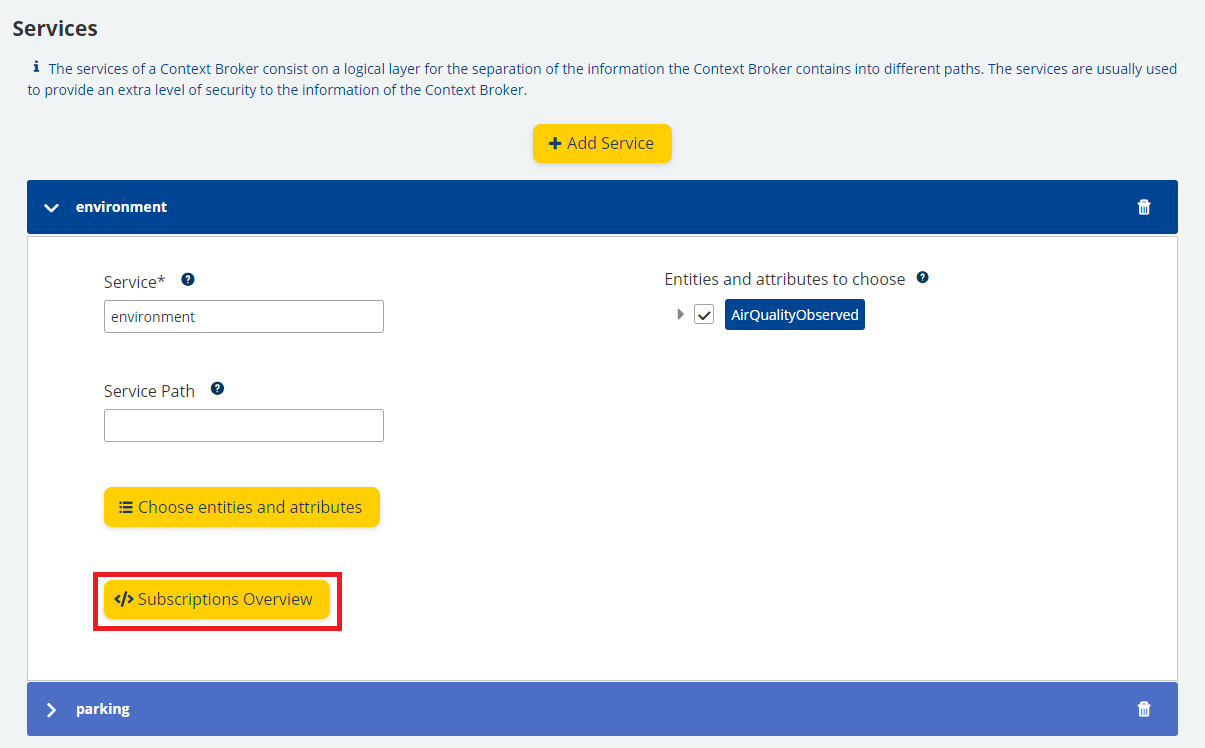 Services
The services of a Context Broker consist on a logical layer for the separation of the information the Context Broker contains into different paths. The services are usually used
to provide an extra level of security to the information of the Context Broker.
Add Service
environment
Service*
Entities and attributes to choose
environment
AirQualityObserved
Service Path
Choose entities and attributes
Subscriptions Overview
parking